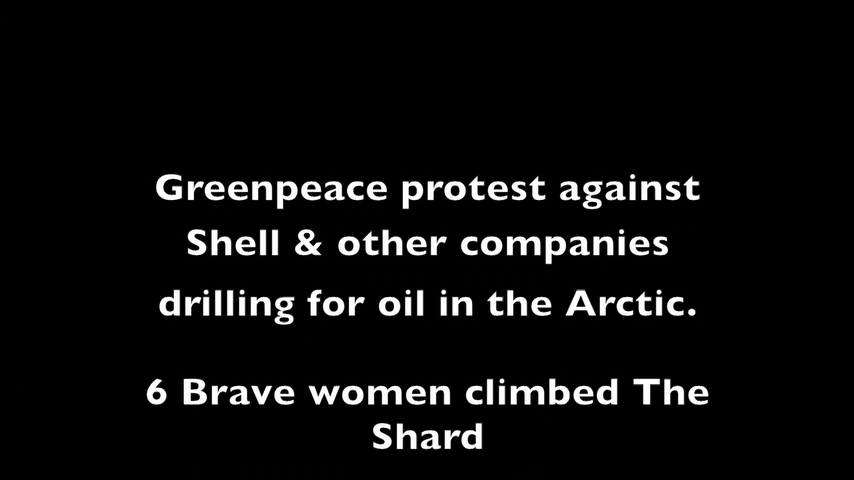 Greenpeace protest against
Shell & other companies
drilling for oil in the Arctic.
6 Brave women climbed The
Shard